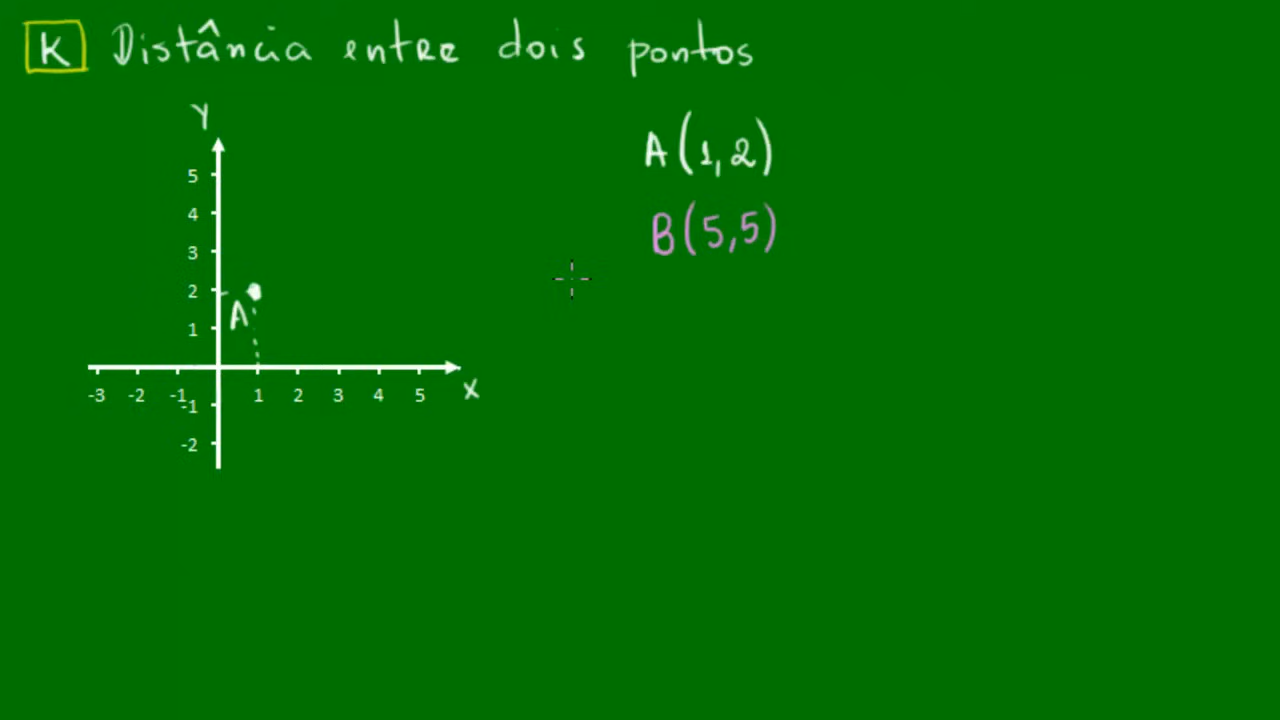 K Distância entre dois pontos
Y
A(1,2)
B(5,5)
5
4
3
2
A
1
-3 -2 -1 1 2 3 4 5 X
-1
-2